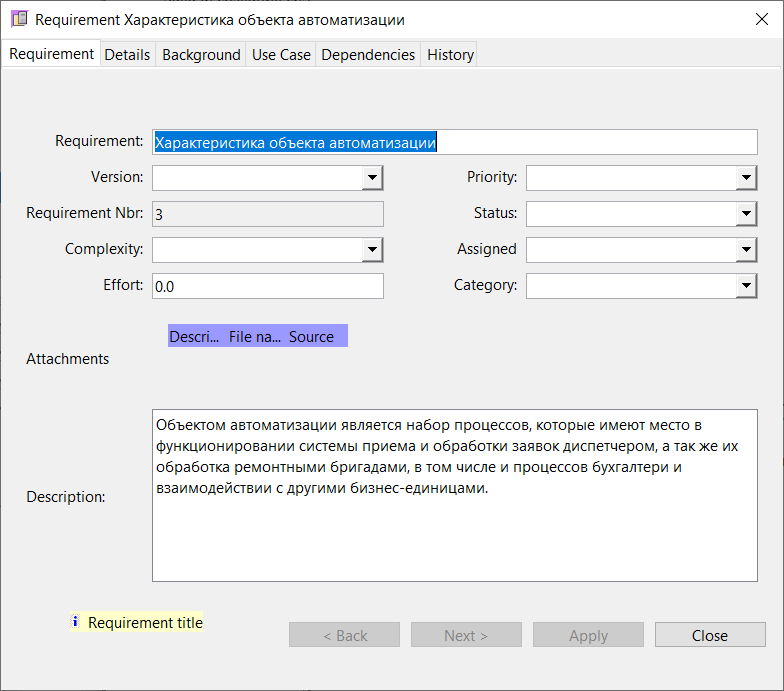 Requirement Характеристика объекта автоматизации
Requirement Details Background Use Case Dependencies History
Requirement: Характеристика объекта автоматизации
Version: Priority:
Requirement Nbr: 3 Status:
Complexity: Assigned
Effort: 0.0 Category:
Descri... File na... Source
Attachments
Объектом автоматизации является набор процессов, которые имеют место в
функционировании системы приема и обработки заявок диспетчером, а так же их
обработка ремонтными бригадами, в том числе и процессов бухгалтери и
взаимодействии с другими бизнес-единицами.
Description:
Requirement title
< Back Next > Apply Close